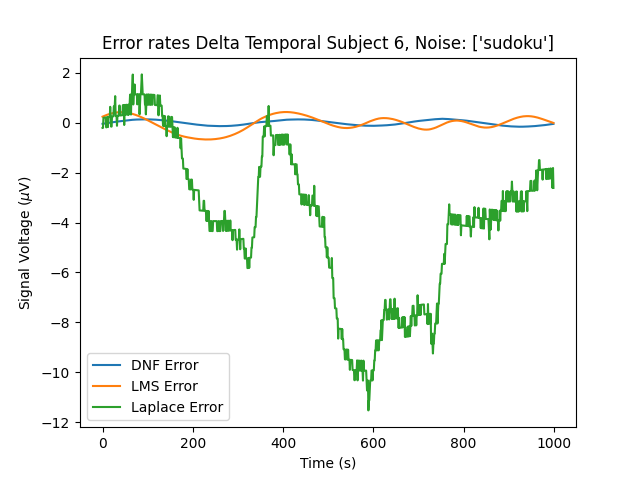 Error rates Delta Temporal Subject 6, Noise: ['sudoku']
Signal Voltage (μV)
2
0
−2
−4
−6
−8
−10
−12
DNF Error
LMS Error
Laplace Error
0 200 400 600 800 1000
Time (s)